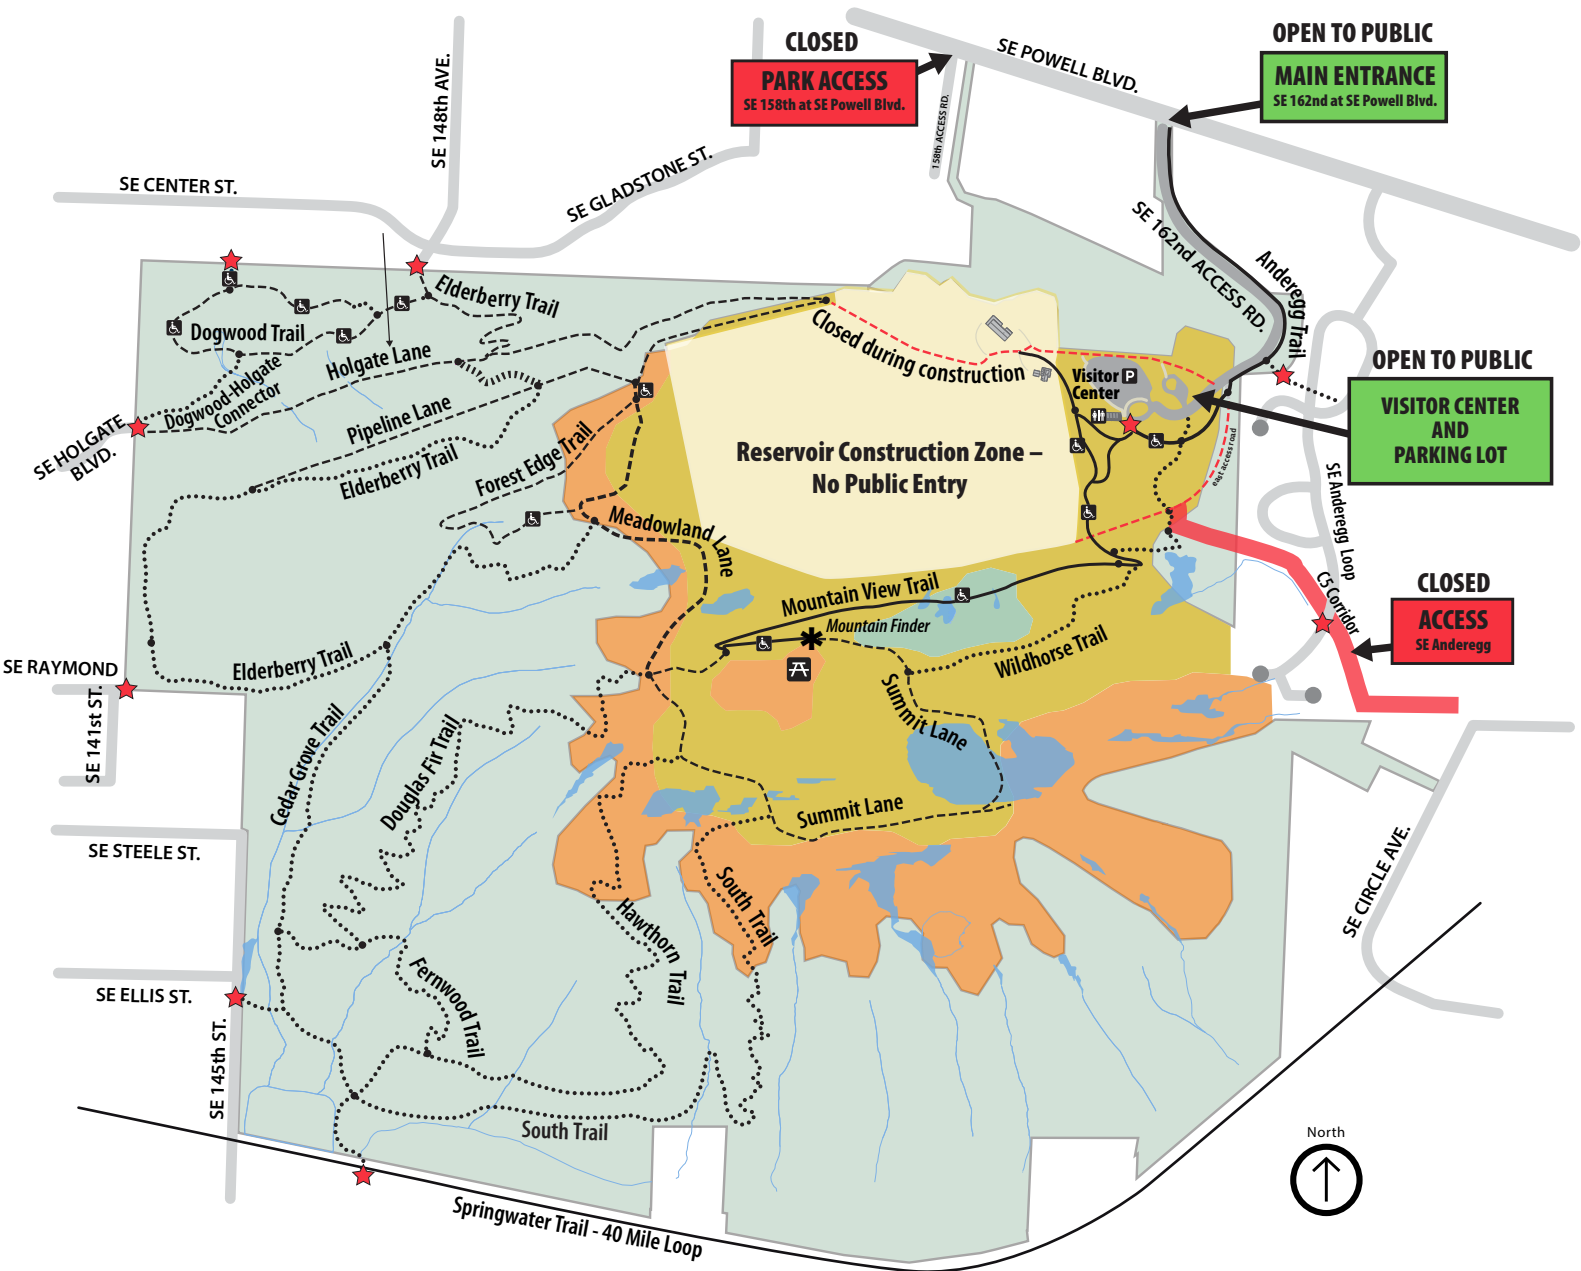 CLOSED
PARK ACCESS
SE 158th at SE Powell Blvd.
SE POWELL BLVD.
OPEN TO PUBLIC
MAIN ENTRANCE
SE 162nd at SE Powell Blvd.
158th ACCESS RD.
SE 148th AVE.
SE CENTER ST.
SE GLADSTONE ST.
SE 162nd ACCESS RD.
Anderegg Trail
Elderberry Trail
Dogwood Trail
Holgate Lane
Dogwood-Holgate
Connector
Pipeline Lane
SE HOLGATE
BLVD.
Elderberry Trail
Forest Edge Trail
Closed during construction
Visitor
Center
P
OPEN TO PUBLIC
VISITOR CENTER
AND
PARKING LOT
Reservoir Construction Zone –
No Public Entry
east access road
SE Anderegg Loop
C5 Corridor
Meadowland Lane
Mountain View Trail
Mountain Finder
Wildhorse Trail
CLOSED
ACCESS
SE Anderegg
SE RAYMOND
SE 141st ST.
Elderberry Trail
Cedar Grove Trail
Douglas Fir Trail
Summit Lane
Summit Lane
SE STEELE ST.
SE CIRCLE AVE.
South Trail
Hawthorn Trail
Fernwood Trail
SE ELLIS ST.
SE 145th ST.
South Trail
North
Springwater Trail - 40 Mile Loop